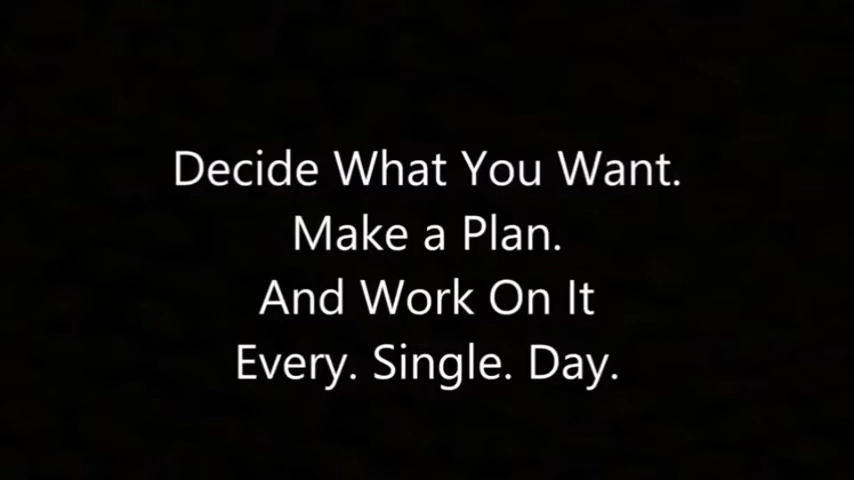 Decide What You Want.
Make a Plan.
And Work On It
Every. Single. Day.